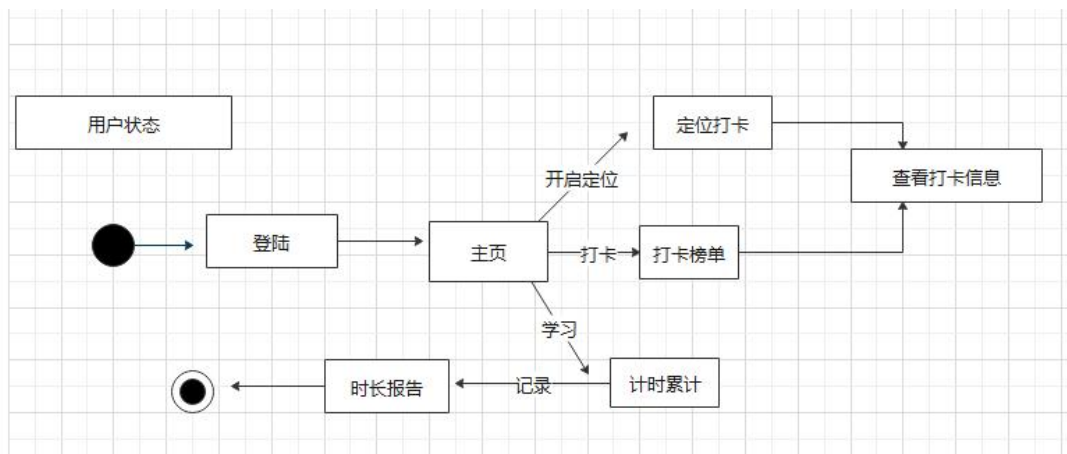 用户状态
定位打卡
开启定位
查看打卡信息
登陆
主页
打卡
打卡榜单
学习
时长报告
记录
计时累计